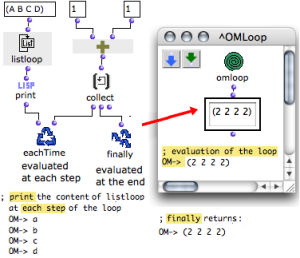 (A B C D)
1
1
listloop
LISP
print
collect
eachTime
evaluated
at each step
finally
evaluated
at the end
; print the content of listloop
at each step of the loop
OM-> a
OM-> b
OM-> c
OM-> d
^OMLoop
omloop
(2 2 2 2)
; evaluation of the loop
OM-> (2 2 2 2)
; finally returns:
OM-> (2 2 2 2)